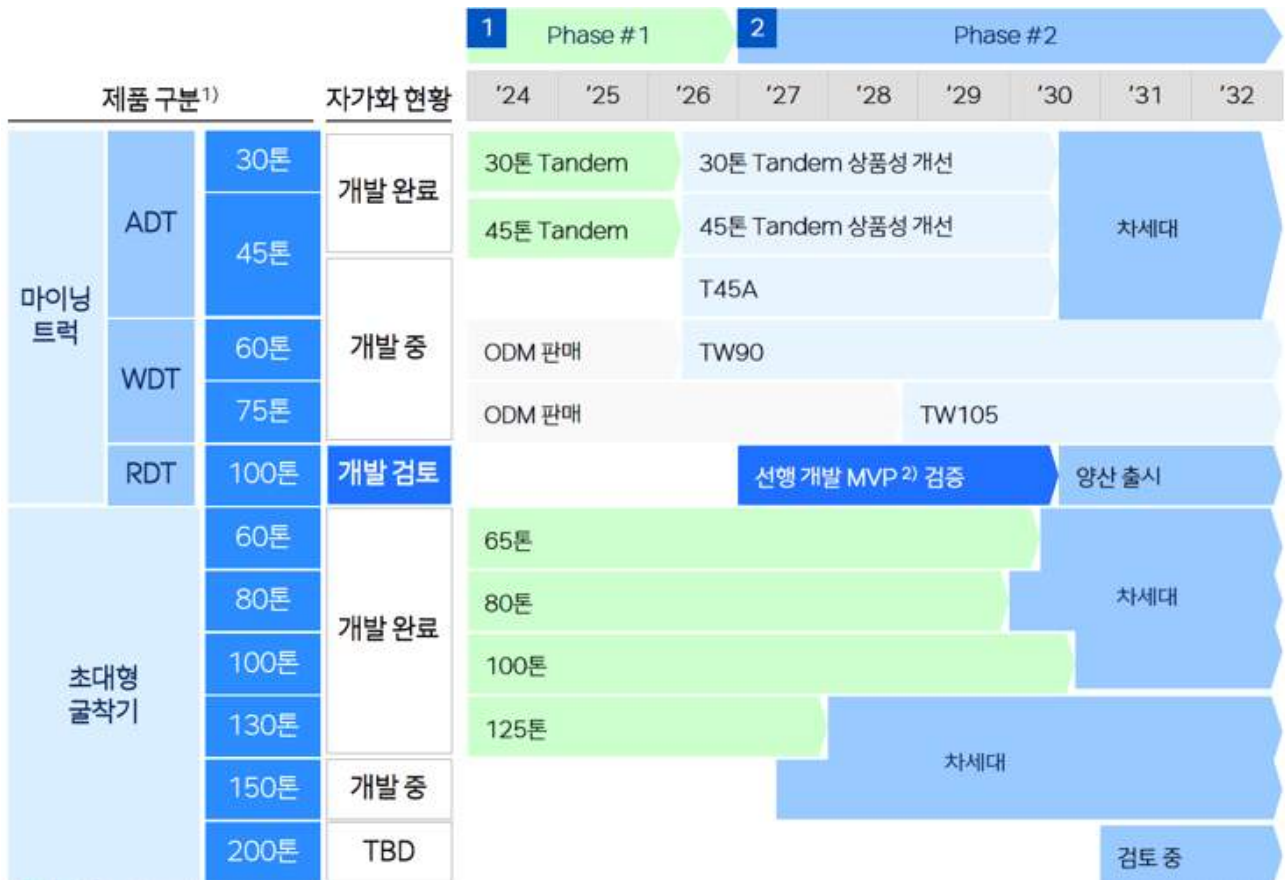 1 Phase #1 2 Phase #2
제품 구분1) 자가화 현황 '24 '25 '26 '27 '28 '29 '30 '31 '32
마이닝
트럭
ADT
30톤
개발 완료
30톤 Tandem
30톤 Tandem 상품성 개선
차세대
45톤
45톤 Tandem
45톤 Tandem 상품성 개선
T45A
WDT
60톤
개발 중
ODM 판매
TW90
75톤
ODM 판매
TW105
RDT
100톤
개발 검토
선행 개발 MVP 2) 검증
양산 출시
초대형
굴착기
60톤
개발 완료
65톤
차세대
80톤
80톤
100톤
100톤
130톤
125톤
차세대
150톤
개발 중
200톤
TBD
검토 중